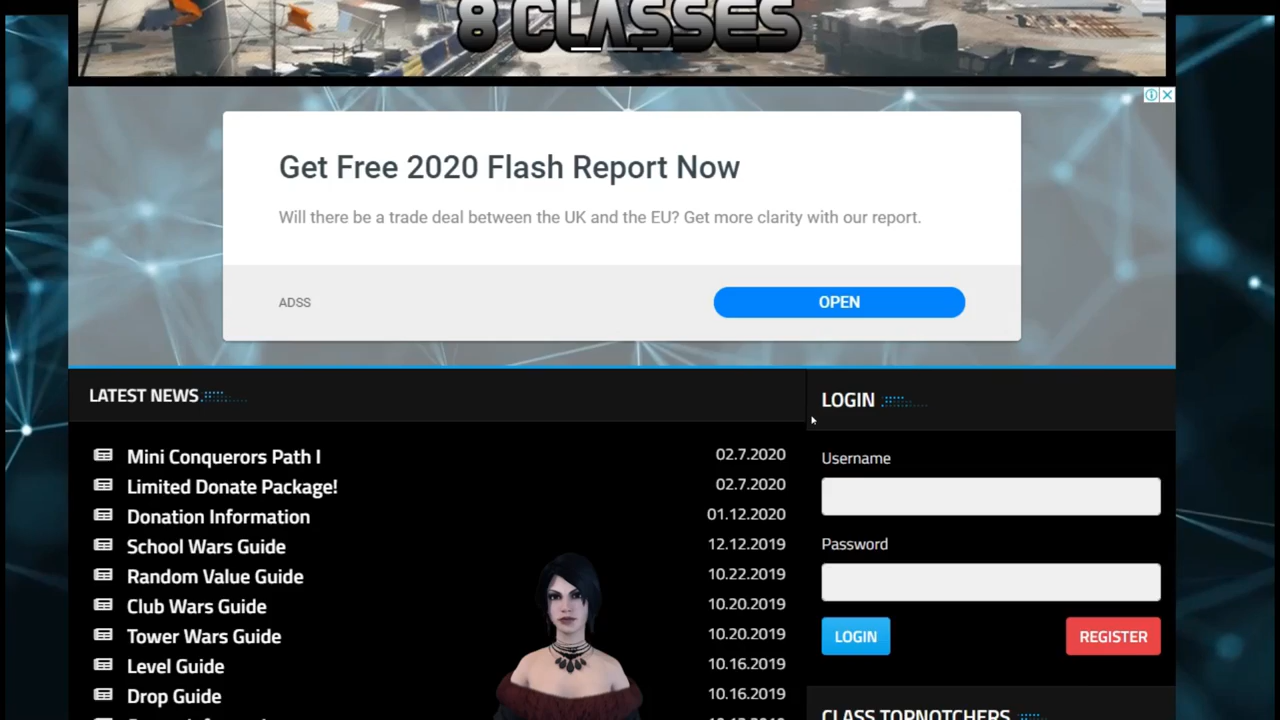 8 CLASSES
Get Free 2020 Flash Report Now
Will there be a trade deal between the UK and the EU? Get more clarity with our report.
ADSS
OPEN
LATEST NEWS
Mini Conquerors Path I 02.7.2020
Limited Donate Package! 02.7.2020
Donation Information 01.12.2020
School Wars Guide 12.12.2019
Random Value Guide 10.22.2019
Club Wars Guide 10.20.2019
Tower Wars Guide 10.20.2019
Level Guide 10.16.2019
Drop Guide 10.16.2019
LOGIN
Username
Password
LOGIN
REGISTER
CLASS TOPNOTCHERS